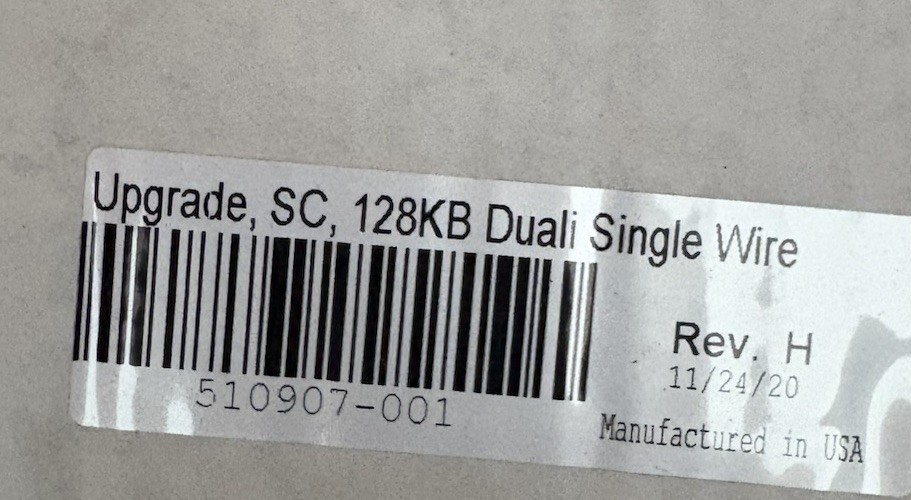 Upgrade, SC, 128KB Duali Single Wire
Rev. H
11/24/20
510907-001
Manufactured in USA